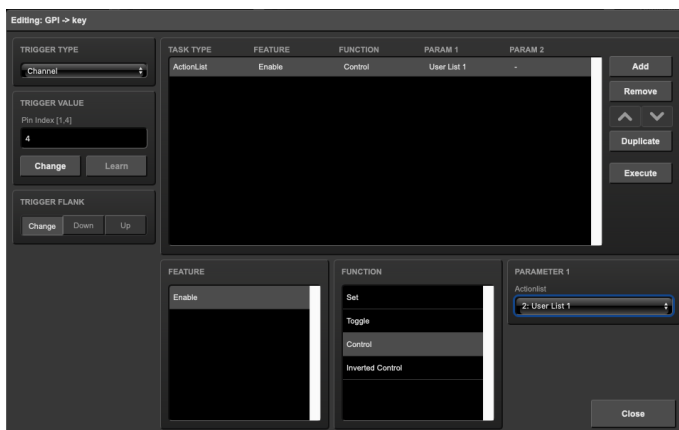 Editing: GPI -> key
TRIGGER TYPE
Channel
TRIGGER VALUE
Pin Index [1,4]
4
Change Learn
TRIGGER FLANK
Change Down Up
TASK TYPE FEATURE FUNCTION PARAM 1 PARAM 2
ActionList Enable Control User List 1 -
Add
Remove
Duplicate
Execute
FEATURE
Enable
FUNCTION
Set
Toggle
Control
Inverted Control
PARAMETER 1
Actionlist
2: User List 1
Close